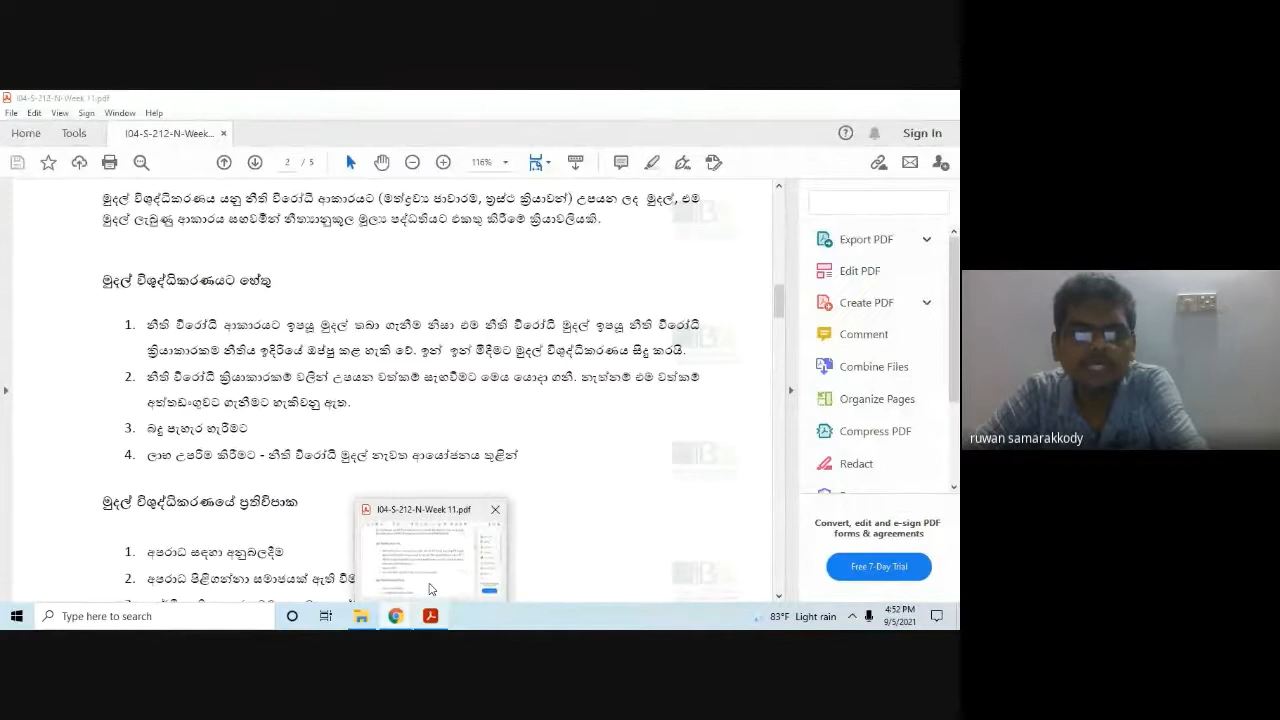 I04-S-212-N-Week 11.pdf
File Edit View Sign Window Help
Home Tools I04-S-212-N-Week... × Sign In
2 / 5 116%
මුදල් විශුද්ධිකරණය යනු නීති විරෝධී ආකාරයට (මත්ද්‍රව්‍ය ජාවාරම, ත්‍රස්ථ ක්‍රියාවන්) උපයන ලද මුදල්, එම
මුදල් ලැබුණු ආකාරය සඟවමින් නීත්‍යානුකූල මූල්‍ය පද්ධතියට එකතු කිරීමේ ක්‍රියාවලියකි.
මුදල් විශුද්ධිකරණයට හේතු
1. නීති විරෝධී ආකාරයට ඉපයූ මුදල් තබා ගැනීම නිසා එම නීති විරෝධී මුදල් ඉපයූ නීති විරෝධී
ක්‍රියාකාරකම නීතිය ඉදිරියේ ඔප්පු කළ හැකි වේ. ඉන් ඉන් මිදීමට මුදල් විශුද්ධිකරණය සිදු කරයි.
2. නීති විරෝධී ක්‍රියාකාරකම් වලින් උපයන වත්කම් සැඟවීමට මෙය යොදා ගනී. නැත්නම් එම වත්කම්
අත්තඩංගුවට ගැනීමට හැකිවනු ඇත.
3. බදු පැහැර හැරීමට
4. ලාභ උපරිම කිරීමට - නීති විරෝධී මුදල් නැවත ආයෝජනය තුළින්
මුදල් විශුද්ධිකරණයේ ප්‍රතිවිපාක
1. අපරාධ සඳහා අනුබලදීම
2. අපරාධ පිළිගන්නා සමාජයක් ඇති වීම
I04-S-212-N-Week 11.pdf
Export PDF
Edit PDF
Create PDF
Comment
Combine Files
Organize Pages
Compress PDF
Redact
Convert, edit and e-sign PDF
forms & agreements
Free 7-Day Trial
Type here to search
83°F Light rain
4:52 PM
9/5/2021
ruwan samarakkody